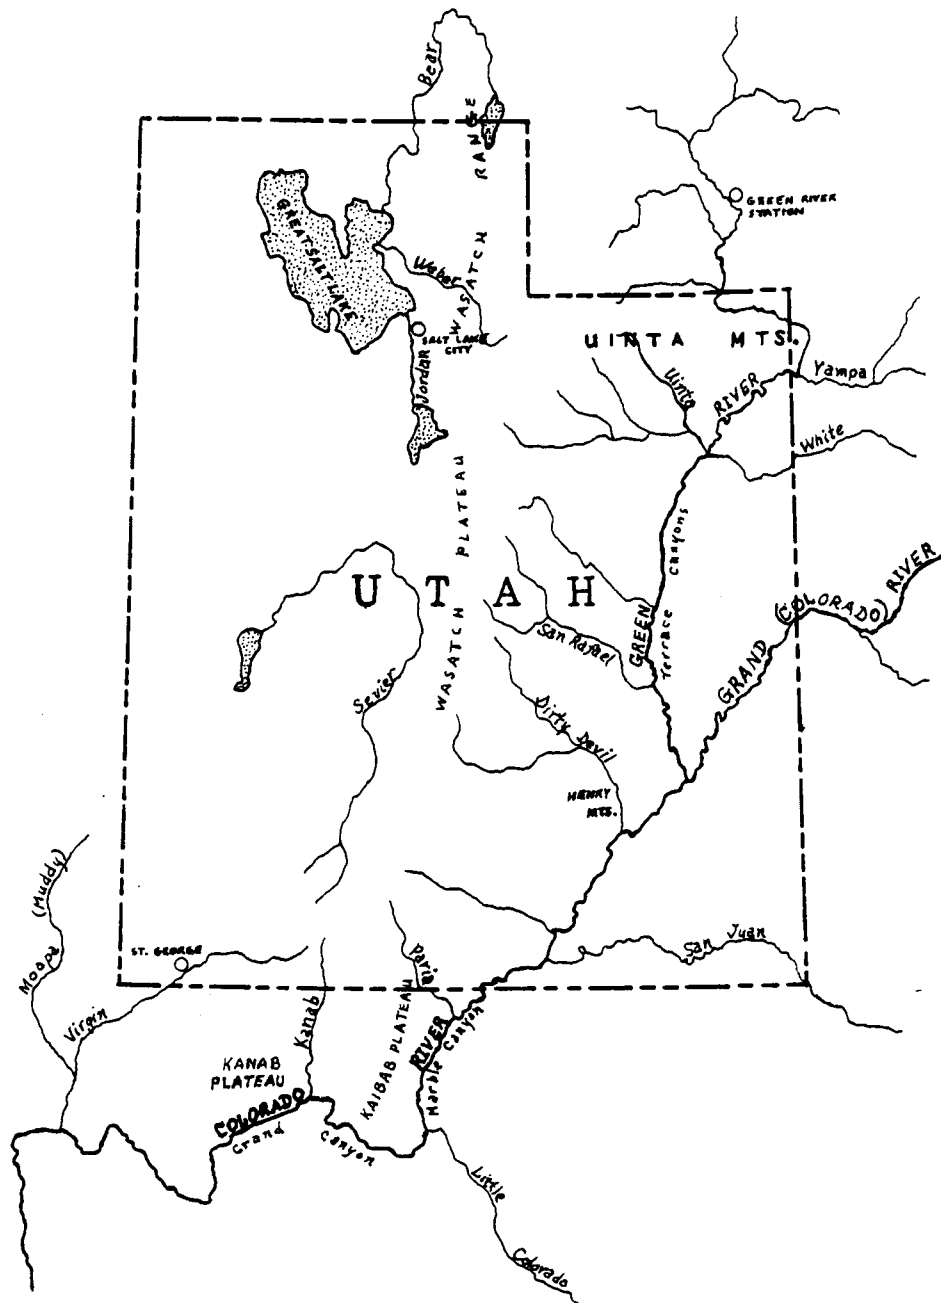 Bear
WASATCH RANGE
GREEN RIVER
STATION
GREAT SALT LAKE
Weber
SALT LAKE
CITY
Jordan
UINTA MTS.
Uinta
GREEN RIVER
Yampa
White
WASATCH PLATEAU
Terrace Canyons
UTAH
GRAND (COLORADO) RIVER
San Rafael
Sevier
Dirty Devil
HENRY
MTS.
Moapa (Muddy)
ST. GEORGE
Virgin
San Juan
Paria
Kanab
KANAB
PLATEAU
KAIBAB PLATEAU
COLORADO RIVER
Marble Canyon
Grand Canyon
Little Colorado